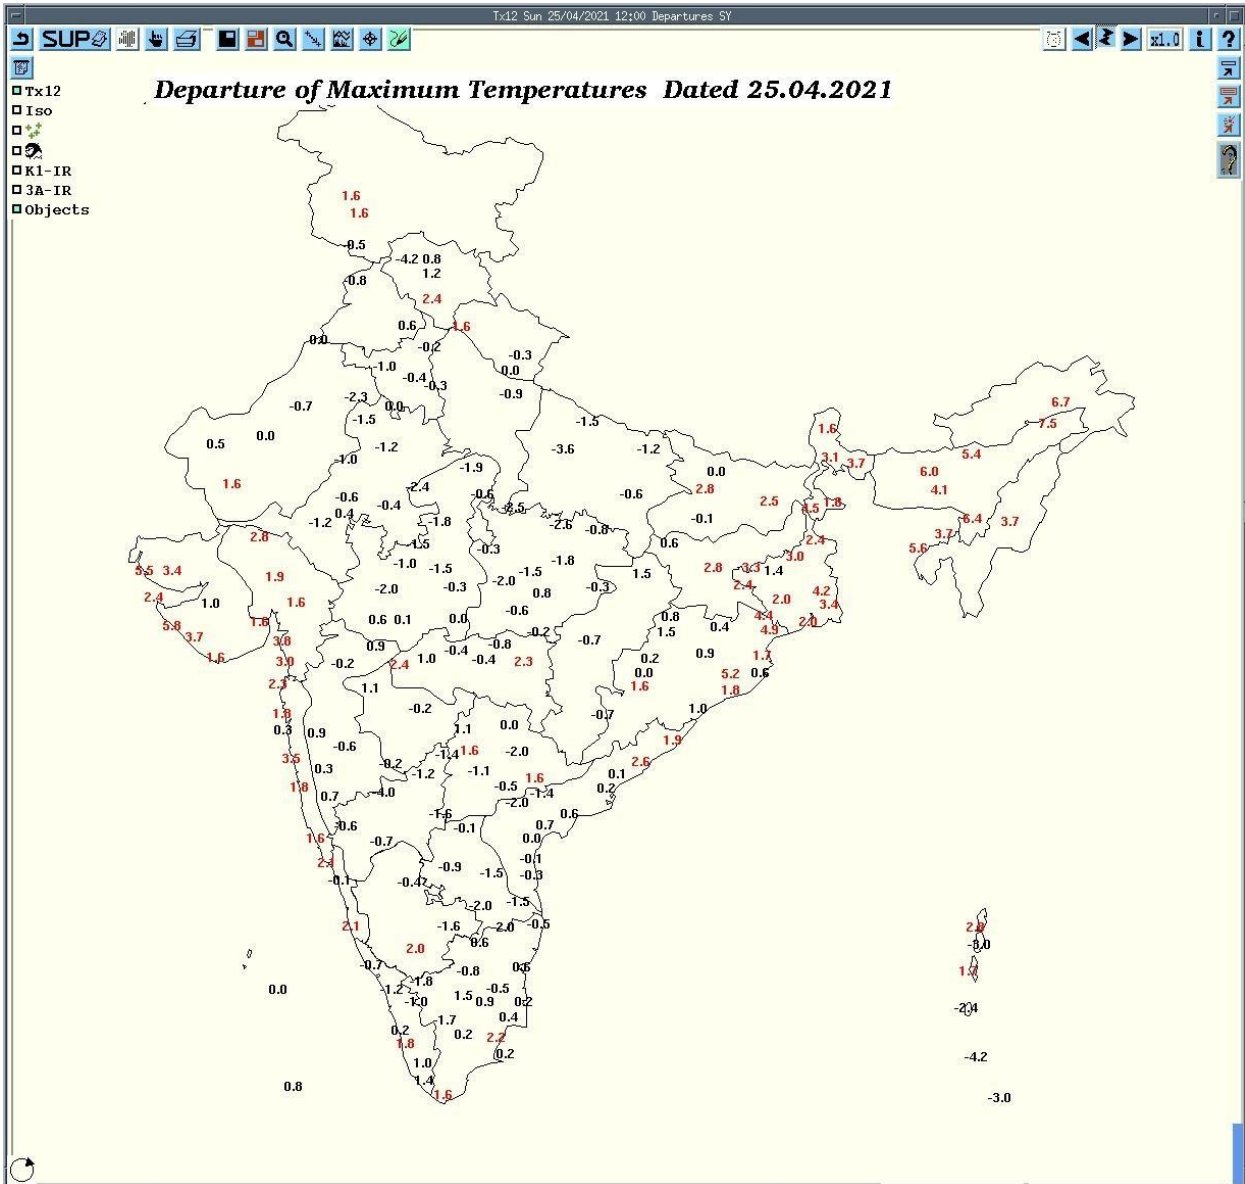 Tx12 Sun 25/04/2021 12:00 Departures SY
SUP
x1.0 i ?
Departure of Maximum Temperatures Dated 25.04.2021
Tx12
Iso
K1-IR
3A-IR
Objects
1.6
1.6
-0.5
-4.2 0.8
1.2
-0.8
2.4
0.6 1.6
0.0 -0.2
-0.3
-1.0 0.0
-0.4 -0.3
-0.9
-2.3
-0.7 0.0 6.7
-1.5 -1.5 7.5
1.6
0.5 0.0 -1.2 -3.6 -1.2
-1.0 3.1 3.7 5.4
-1.9 0.0 6.0
1.6 -2.4 2.8 4.1
-0.6 -0.6 -0.6 2.5 1.8
-0.4 -2.5 4.5
0.4 -0.1 6.4 3.7
-1.2 -1.8 -2.6 -0.8
2.8 3.7
-1.5 -0.3 0.6 2.4 5.6
-1.0 -1.8 3.0
5.5 3.4 -1.5 -1.5 1.5 2.8 3.3 1.4
1.9 -2.0
-2.0 -0.3 0.8 -0.3 2.4 4.2
2.4 1.0 1.6 2.0 3.4
-0.6
5.8 1.6 0.6 0.1 0.0 0.8 4.4 2.0
3.7 -0.2 1.5 0.4 4.9
3.8 0.9 -0.4 -0.8 -0.7
1.6 3.0 -0.2 2.4 1.0 -0.4 2.3 0.2 0.9 1.7
0.0 5.2 0.6
2.3 1.1 1.6 1.8
1.8 -0.2 -0.7 1.0
0.3 0.9 1.1 0.0
-0.6 1.9
3.5 -1.4 1.6 -2.0
0.3 -0.2 -1.2 -1.1 2.6
1.6 0.1
1.8 0.7 -4.0 -0.5 -1.4 0.2
-2.0
-1.6 0.6
-0.6 -0.1 0.7
1.6 -0.7 0.0
2.1 -0.1
-0.1 -0.4 -0.9 -1.5 -0.3
-2.0 -1.5
2.1 -1.6 -2.0 -0.5 2.0
2.0 -0.6 -3.0
-0.7 -0.8 0.6 1.7
-1.8
0.0 -1.2 -0.5
-1.0 1.5 0.9 0.2 -2.4
-1.7 0.4
0.2 0.2 2.2
1.8 0.2 -4.2
1.0
0.8 1.4
1.6 -3.0